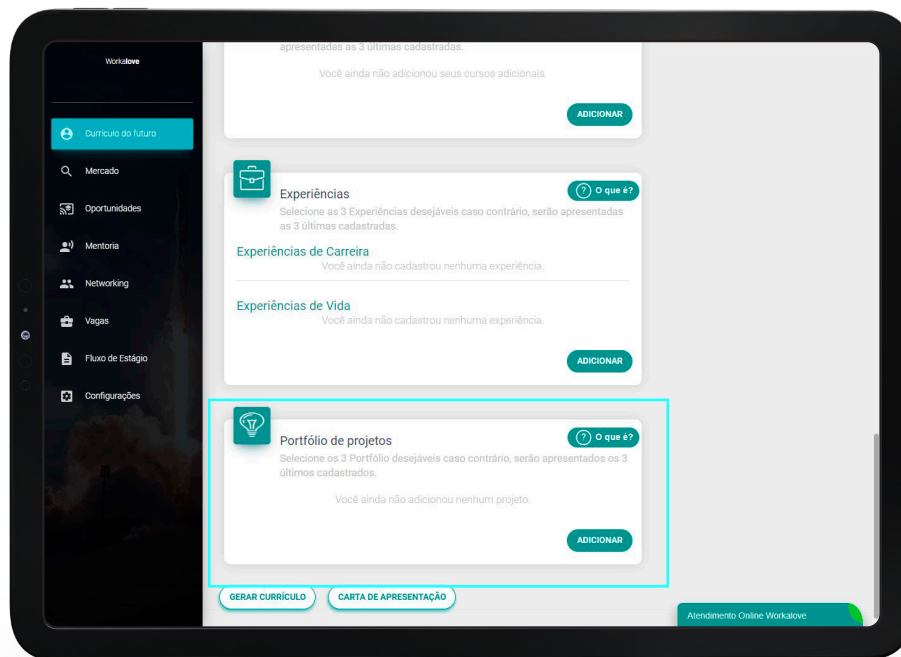 Workalove
apresentadas as 3 últimas cadastradas.
Você ainda não adicionou seus cursos adicionais.
ADICIONAR
Currículo do futuro
Mercado
Oportunidades
Mentoria
Networking
Vagas
Fluxo de Estágio
Configurações
Experiências
? O que é?
Selecione as 3 Experiências desejáveis caso contrário, serão apresentadas
as 3 últimas cadastradas.
Experiências de Carreira
Você ainda não cadastrou nenhuma experiência.
Experiências de Vida
Você ainda não cadastrou nenhuma experiência.
ADICIONAR
Portfólio de projetos
? O que é?
Selecione os 3 Portfólio desejáveis caso contrário, serão apresentados os 3
últimos cadastrados.
Você ainda não adicionou nenhum projeto.
ADICIONAR
GERAR CURRÍCULO
CARTA DE APRESENTAÇÃO
Atendimento Online Workalove